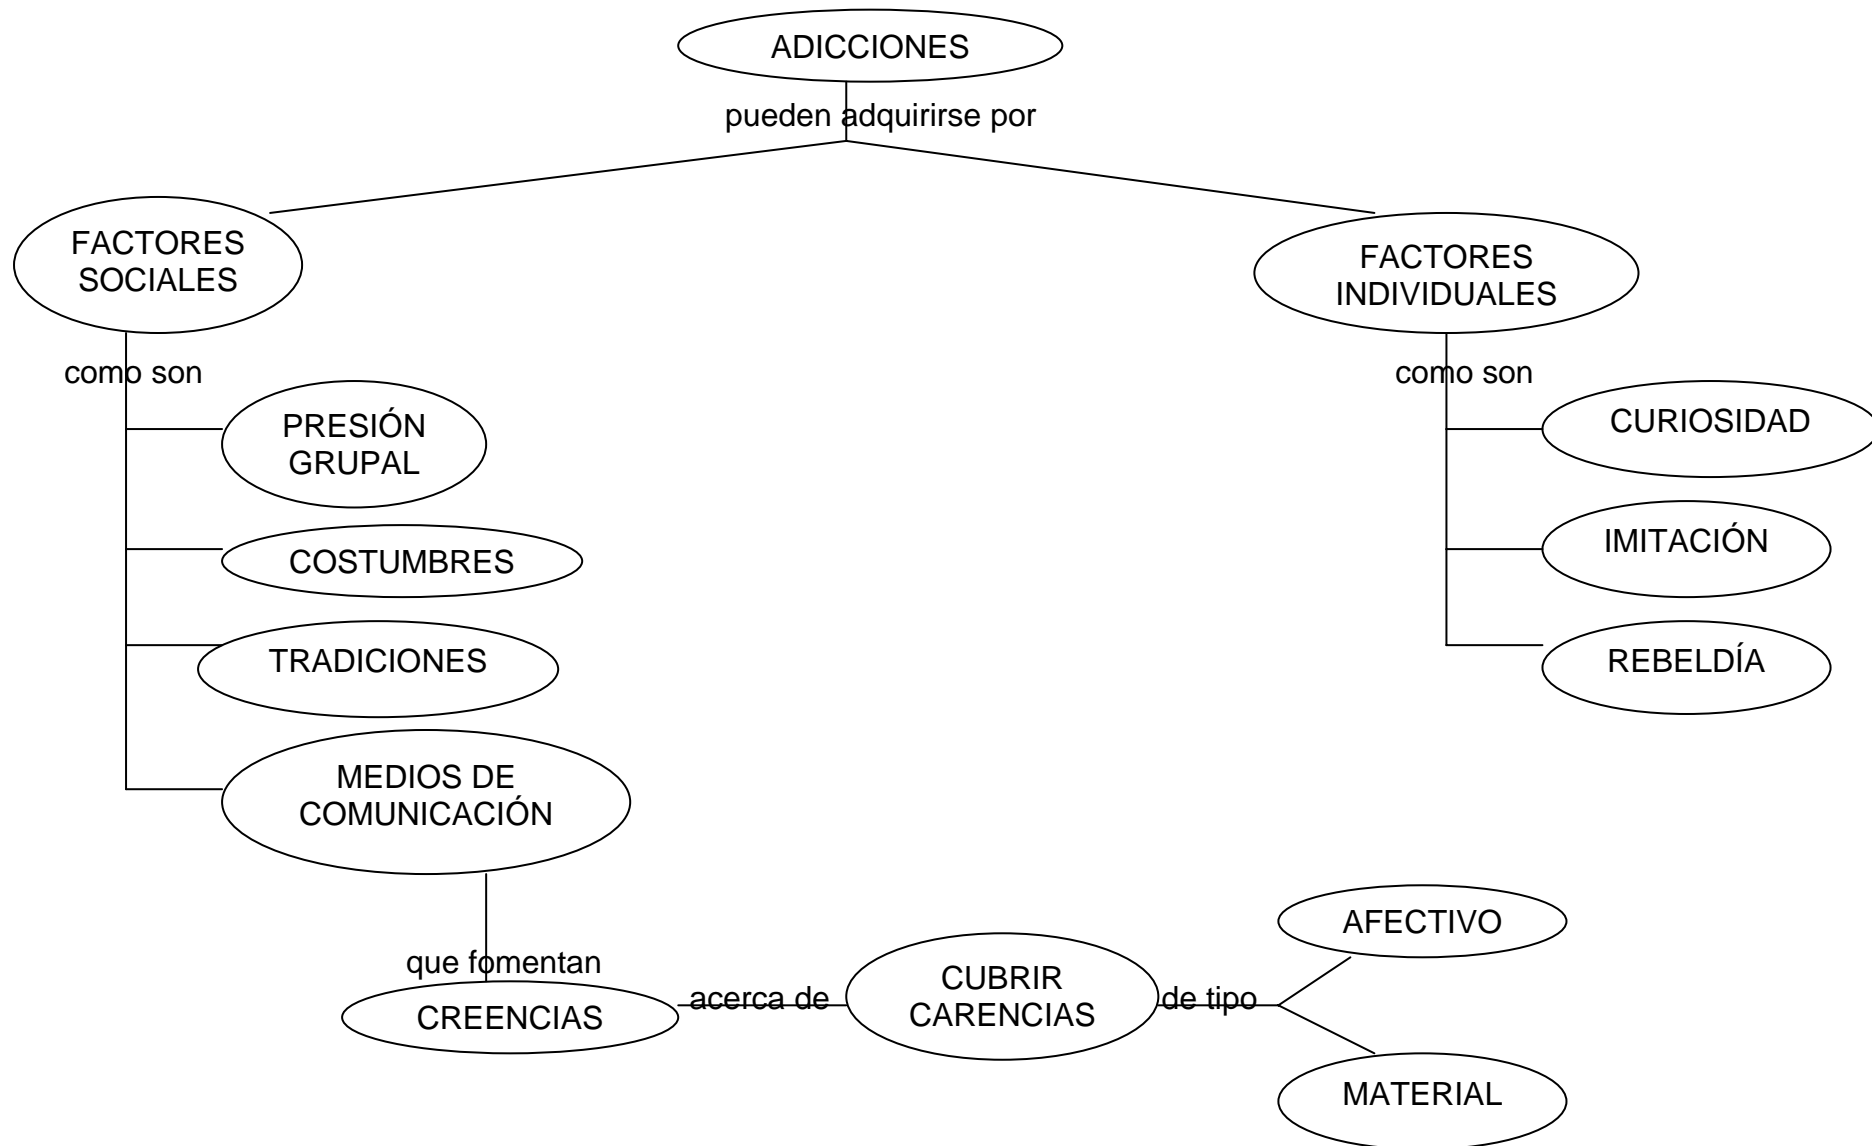 ADICCIONES
pueden adquirirse por
FACTORES
SOCIALES
FACTORES
INDIVIDUALES
como son
como son
PRESIÓN
GRUPAL
CURIOSIDAD
COSTUMBRES
IMITACIÓN
TRADICIONES
REBELDÍA
MEDIOS DE
COMUNICACIÓN
que fomentan
CREENCIAS
acerca de
CUBRIR
CARENCIAS
de tipo
AFECTIVO
MATERIAL